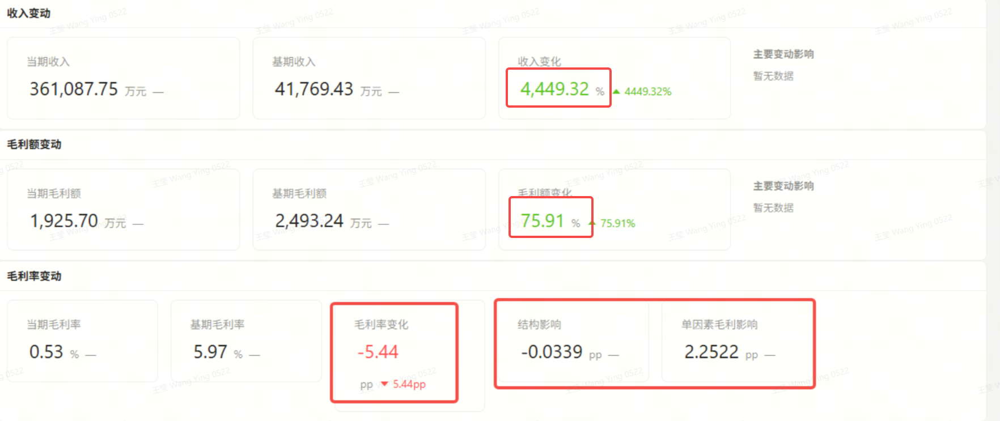 收入变动
当期收入
361,087.75 万元 —
基期收入
41,769.43 万元 —
收入变化
4,449.32 % ▲ 4449.32%
主要变动影响
暂无数据
毛利额变动
当期毛利额
1,925.70 万元 —
基期毛利额
2,493.24 万元 —
毛利额变化
75.91 % ▲ 75.91%
主要变动影响
暂无数据
毛利率变动
当期毛利率
0.53 % —
基期毛利率
5.97 % —
毛利率变化
-5.44
pp ▼ 5.44pp
结构影响
-0.0339 pp —
单因素毛利影响
2.2522 pp —
王莹 Wang Ying 0522